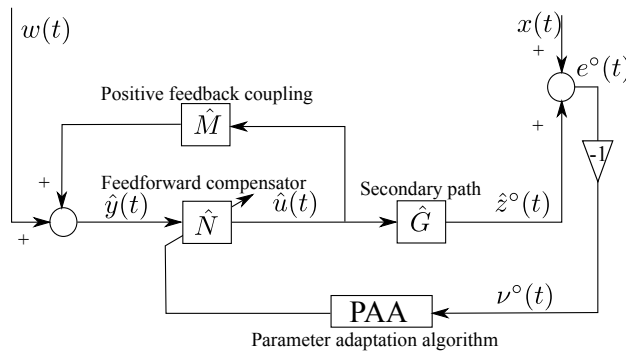 w(t)
x(t)
+
e°(t)
Positive feedback coupling
M̂
+
-1
+
Feedforward compensator
Secondary path
ŷ(t)
N̂
û(t)
Ĝ
ẑ°(t)
+
PAA
ν°(t)
Parameter adaptation algorithm